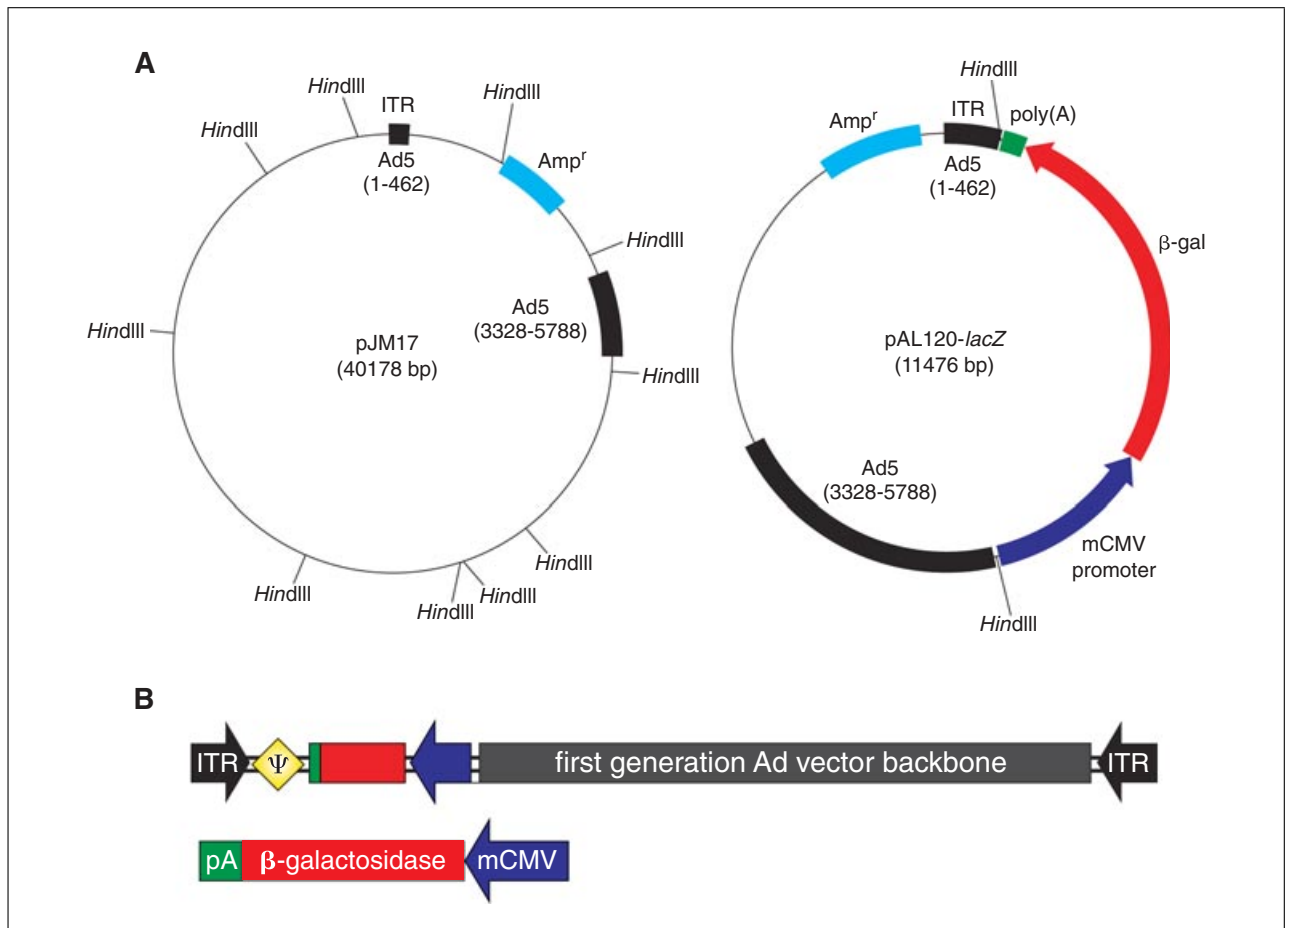 A
HindIII
HindIII
ITR
Ad5
(1-462)
HindIII
Ampʳ
HindIII
Ad5
(3328-5788)
HindIII
HindIII
pJM17
(40178 bp)
HindIII
HindIII
HindIII
HindIII
HindIII
poly(A)
ITR
Ampʳ
Ad5
(1-462)
β-gal
pAL120-lacZ
(11476 bp)
Ad5
(3328-5788)
mCMV
promoter
HindIII
B
ITR Ψ first generation Ad vector backbone ITR
pA β-galactosidase mCMV